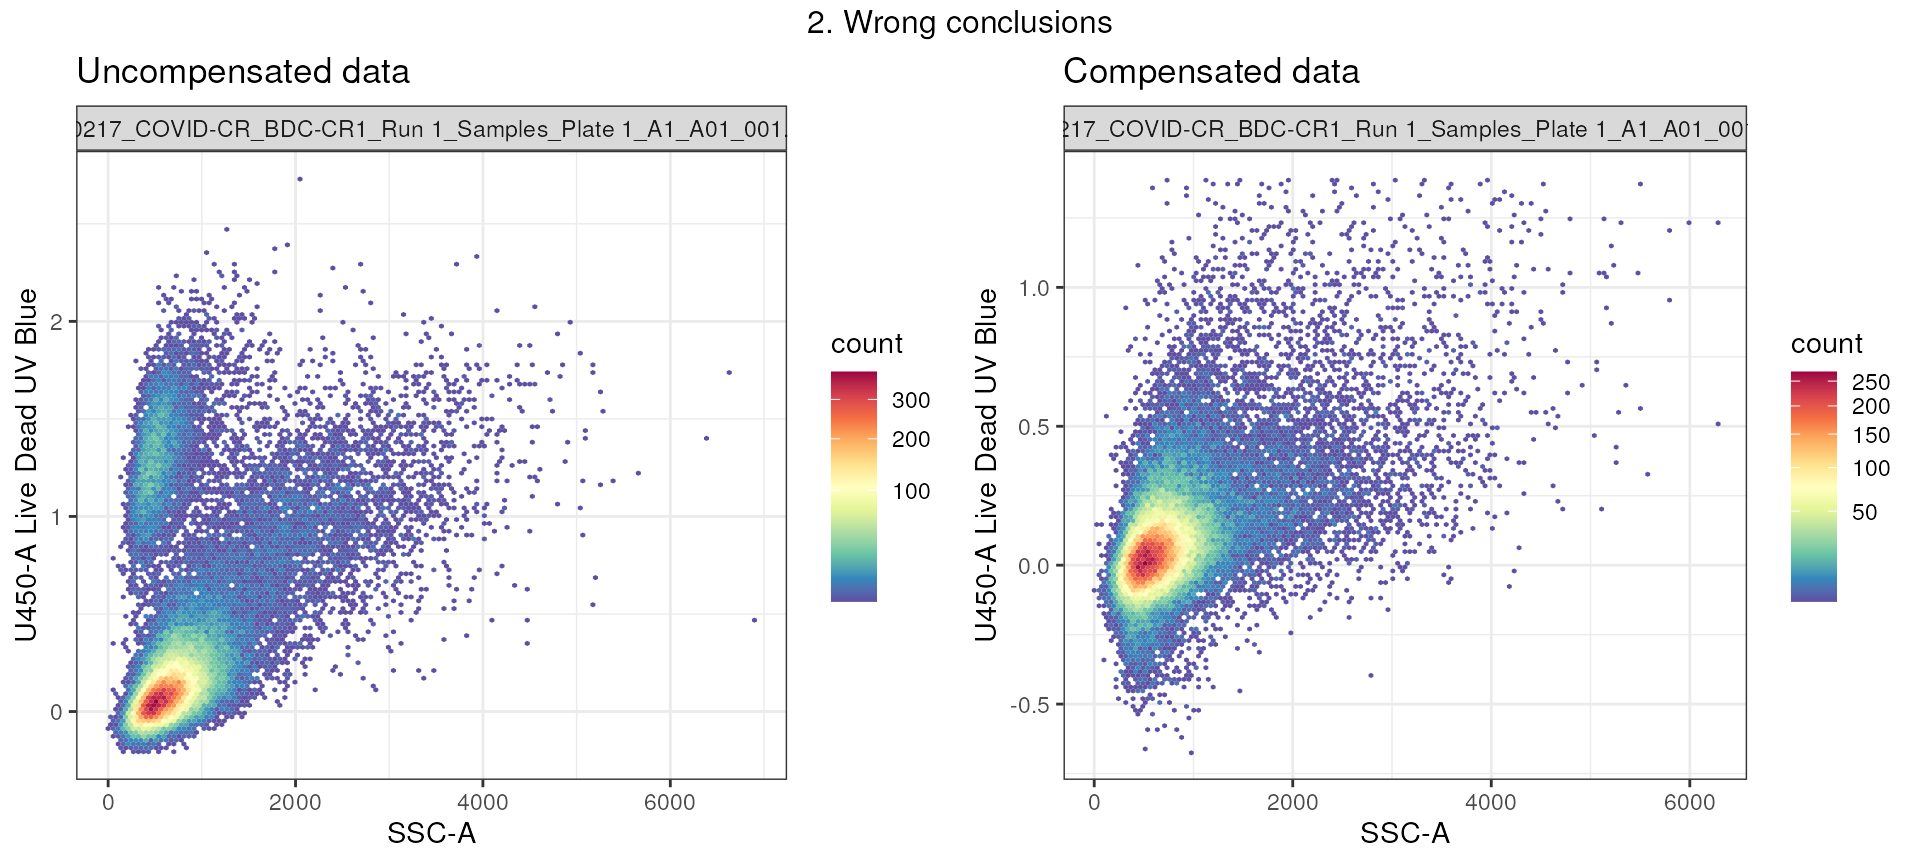 2. Wrong conclusions
Uncompensated data
0217_COVID-CR_BDC-CR1_Run 1_Samples_Plate 1_A1_A01_001.
U450-A Live Dead UV Blue
2
1
0
0
2000
4000
6000
SSC-A
count
300
200
100
Compensated data
217_COVID-CR_BDC-CR1_Run 1_Samples_Plate 1_A1_A01_00
U450-A Live Dead UV Blue
1.0
0.5
0.0
-0.5
0
2000
4000
6000
SSC-A
count
250
200
150
100
50